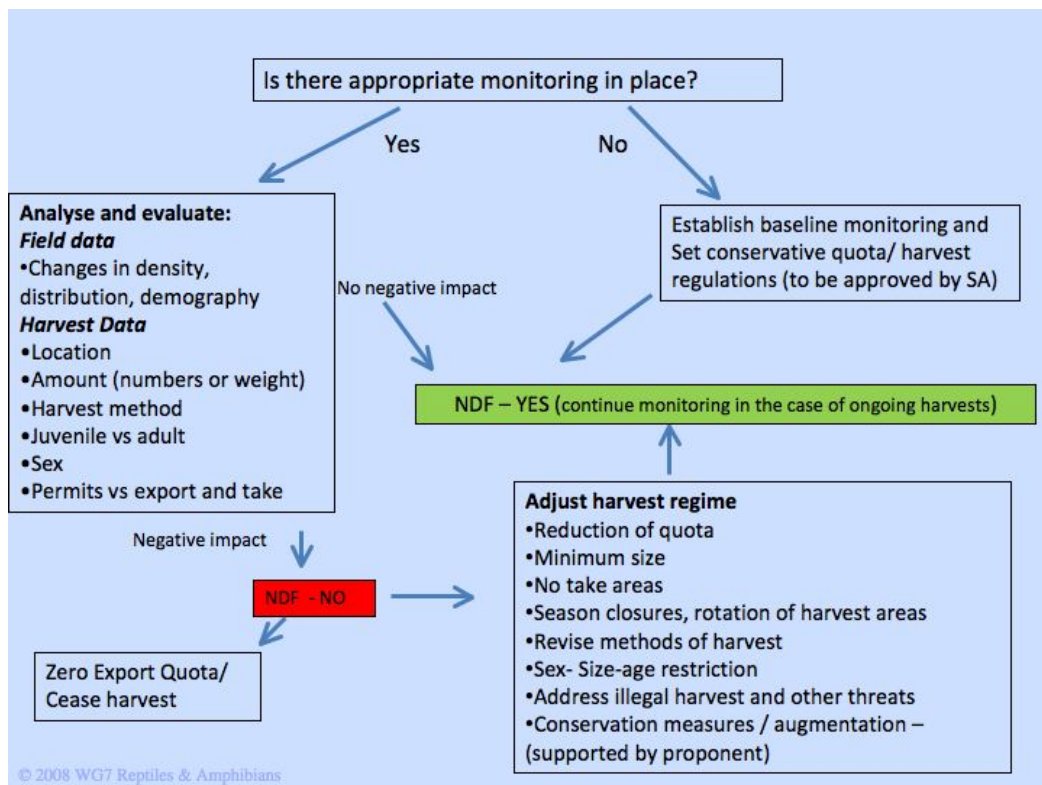 Is there appropriate monitoring in place?
Yes
No
Analyse and evaluate:
Field data
•Changes in density,
distribution, demography
Harvest Data
•Location
•Amount (numbers or weight)
•Harvest method
•Juvenile vs adult
•Sex
•Permits vs export and take
Establish baseline monitoring and
Set conservative quota/ harvest
regulations (to be approved by SA)
No negative impact
NDF – YES (continue monitoring in the case of ongoing harvests)
Negative impact
NDF - NO
Zero Export Quota/
Cease harvest
Adjust harvest regime
•Reduction of quota
•Minimum size
•No take areas
•Season closures, rotation of harvest areas
•Revise methods of harvest
•Sex- Size-age restriction
•Address illegal harvest and other threats
•Conservation measures / augmentation –
(supported by proponent)
© 2008 WG7 Reptiles & Amphibians